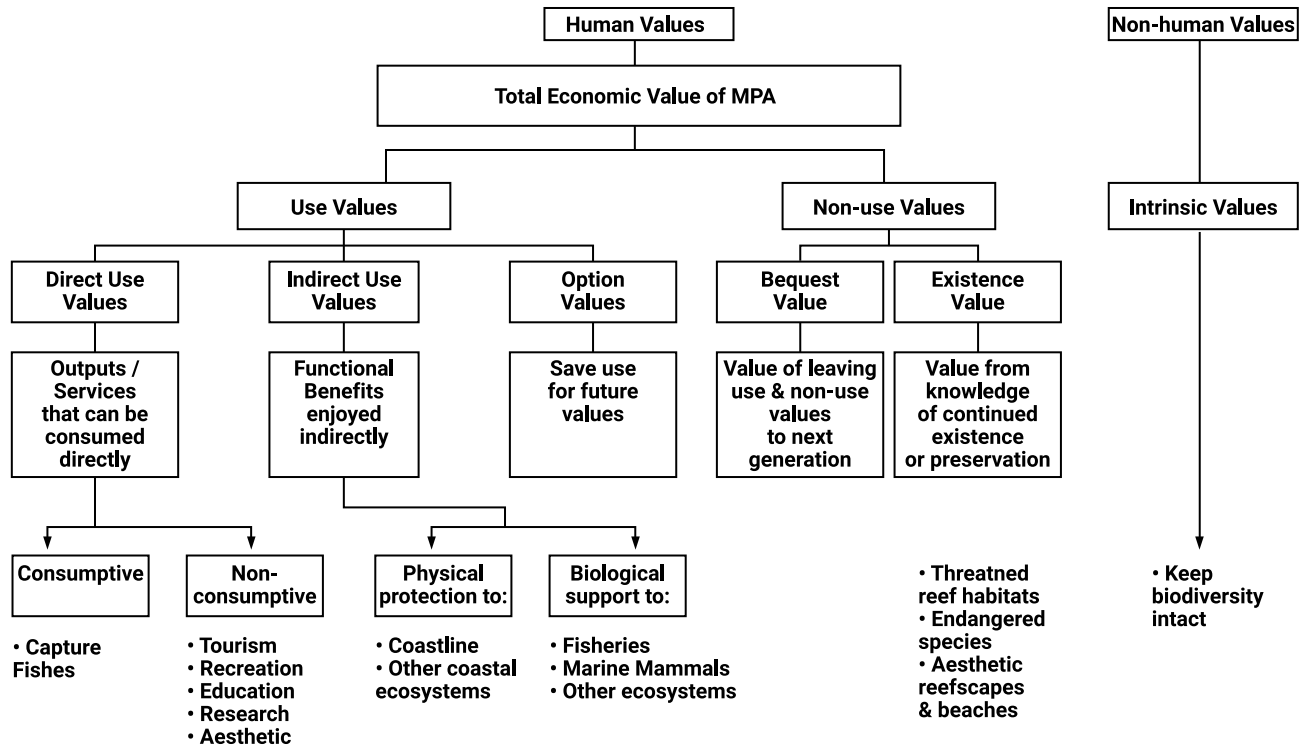 Human Values
Non-human Values
Total Economic Value of MPA
Use Values
Non-use Values
Intrinsic Values
Direct Use
Values
Indirect Use
Values
Option
Values
Bequest
Value
Existence
Value
Outputs /
Services
that can be
consumed
directly
Functional
Benefits
enjoyed
indirectly
Save use
for future
values
Value of leaving
use & non-use
values
to next
generation
Value from
knowledge
of continued
existence
or preservation
Consumptive
Non-
consumptive
Physical
protection to:
Biological
support to:
• Capture
Fishes
• Tourism
• Recreation
• Education
• Research
• Aesthetic
• Coastline
• Other coastal
ecosystems
• Fisheries
• Marine Mammals
• Other ecosystems
• Threatned
reef habitats
• Endangered
species
• Aesthetic
reefscapes
& beaches
• Keep
biodiversity
intact